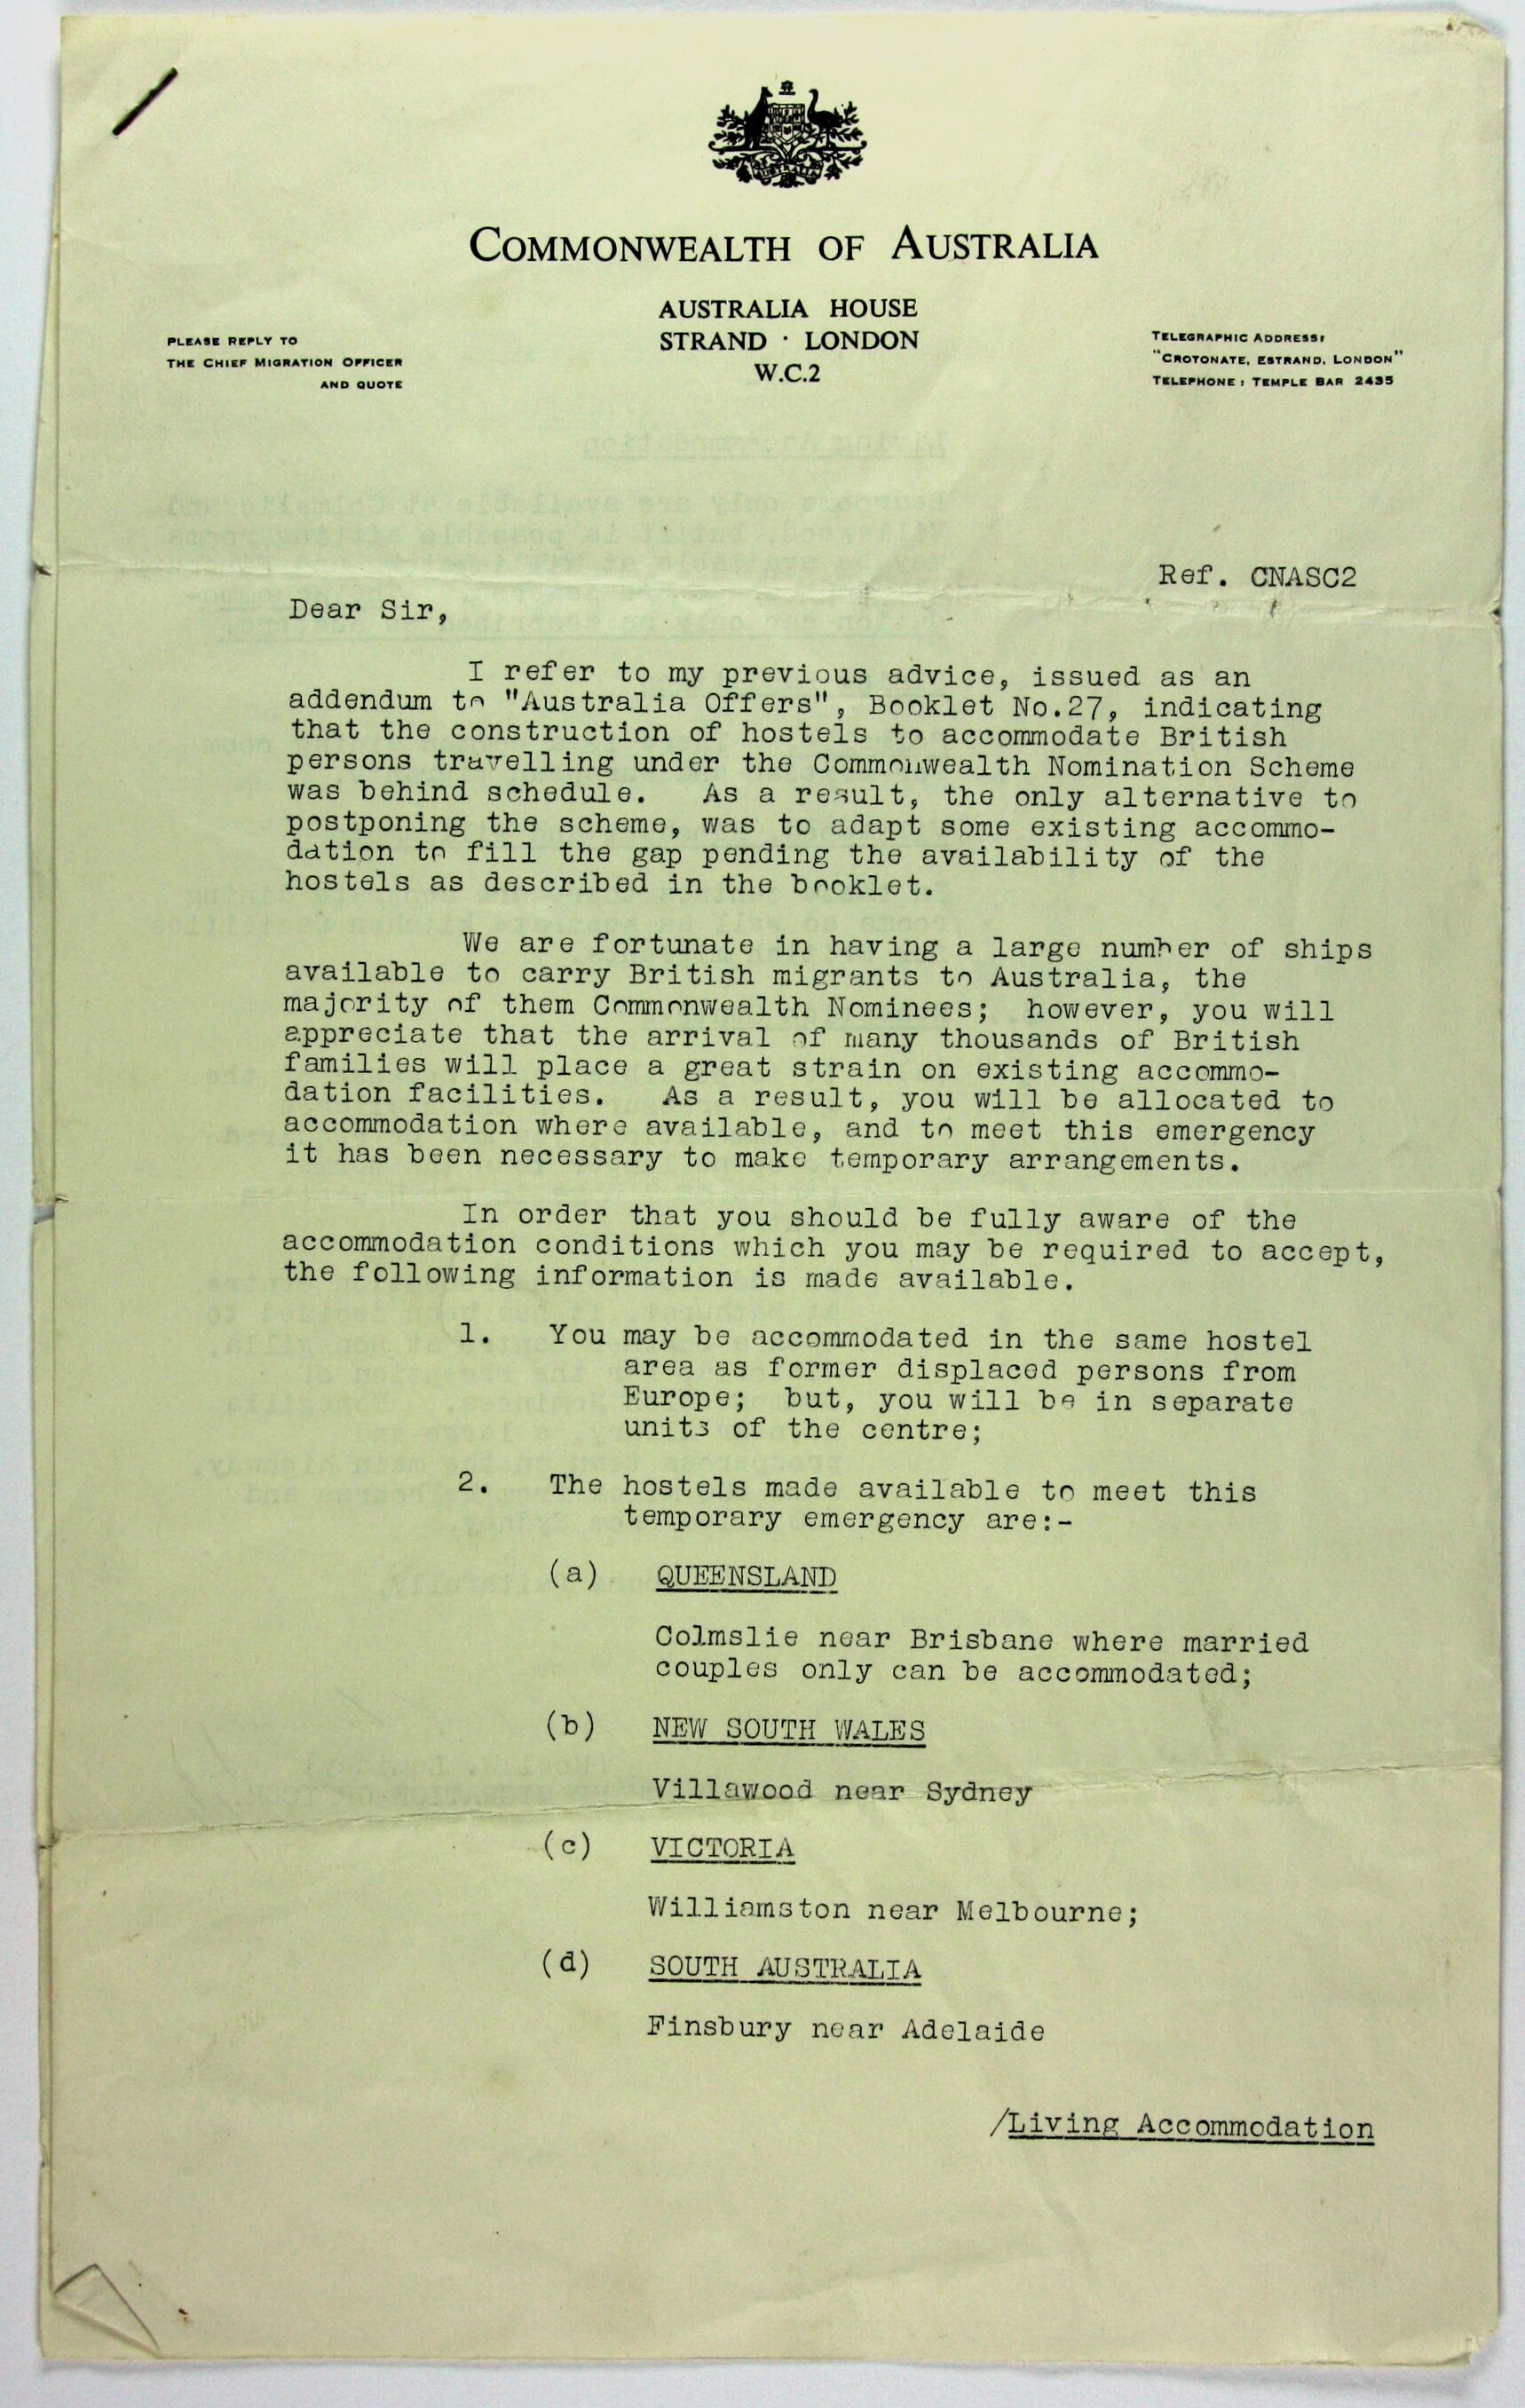 COMMONWEALTH OF AUSTRALIA
AUSTRALIA HOUSE
STRAND · LONDON
W.C.2
PLEASE REPLY TO
THE CHIEF MIGRATION OFFICER
AND QUOTE
TELEGRAPHIC ADDRESS:
"CROTONATE, ESTRAND, LONDON"
TELEPHONE: TEMPLE BAR 2435
Ref. CNASC2
Dear Sir,
I refer to my previous advice, issued as an
addendum to "Australia Offers", Booklet No.27, indicating
that the construction of hostels to accommodate British
persons travelling under the Commonwealth Nomination Scheme
was behind schedule. As a result, the only alternative to
postponing the scheme, was to adapt some existing accommo-
dation to fill the gap pending the availability of the
hostels as described in the booklet.
We are fortunate in having a large number of ships
available to carry British migrants to Australia, the
majority of them Commonwealth Nominees; however, you will
appreciate that the arrival of many thousands of British
families will place a great strain on existing accommo-
dation facilities. As a result, you will be allocated to
accommodation where available, and to meet this emergency
it has been necessary to make temporary arrangements.
In order that you should be fully aware of the
accommodation conditions which you may be required to accept,
the following information is made available.
1. You may be accommodated in the same hostel
area as former displaced persons from
Europe; but, you will be in separate
units of the centre;
2. The hostels made available to meet this
temporary emergency are:-
(a) QUEENSLAND
Colmslie near Brisbane where married
couples only can be accommodated;
(b) NEW SOUTH WALES
Villawood near Sydney
(c) VICTORIA
Williamston near Melbourne;
(d) SOUTH AUSTRALIA
Finsbury near Adelaide
/Living Accommodation